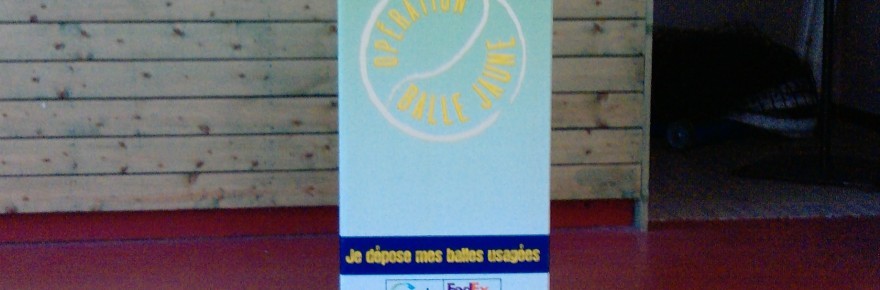 OPÉRATION
BALLE JAUNE
Je dépose mes balles usagées
FedEx